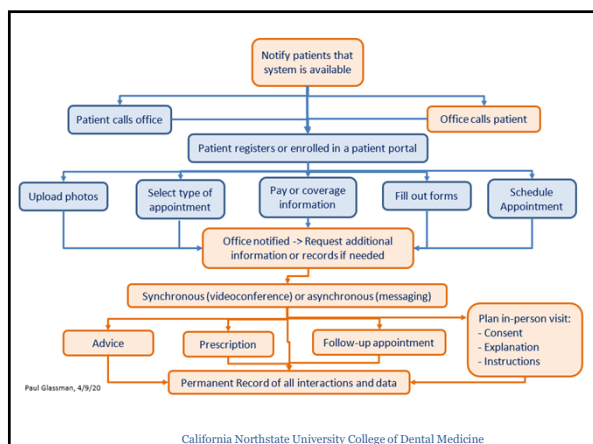 Notify patients that
system is available
Patient calls office
Office calls patient
Patient registers or enrolled in a patient portal
Upload photos
Select type of
appointment
Pay or coverage
information
Fill out forms
Schedule
Appointment
Office notified -> Request additional
information or records if needed
Synchronous (videoconference) or asynchronous (messaging)
Advice
Prescription
Follow-up appointment
Plan in-person visit:
- Consent
- Explanation
- Instructions
Permanent Record of all interactions and data
Paul Glassman, 4/9/20
California Northstate University College of Dental Medicine